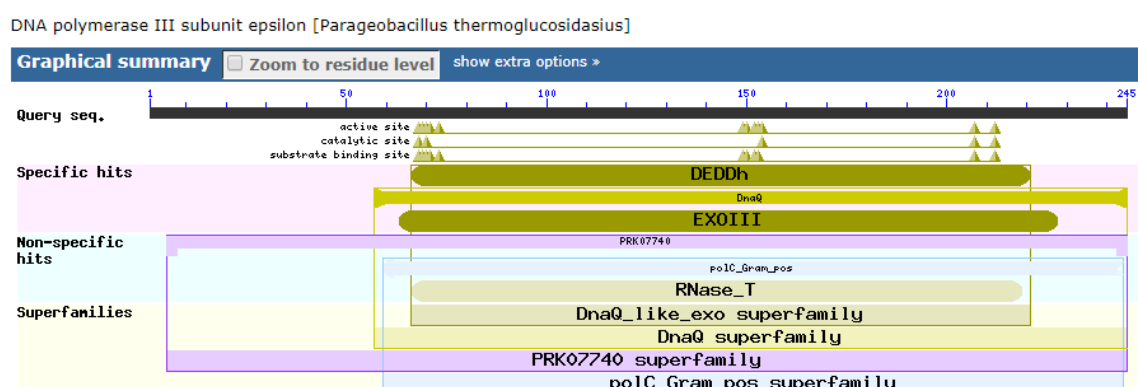 DNA polymerase III subunit epsilon [Parageobacillus thermoglucosidasius]
Graphical summary Zoom to residue level show extra options »
1 50 100 150 200 245
Query seq.
active site
catalytic site
substrate binding site
Specific hits DEDDh
DnaQ
EXOIII
Non-specific hits PRK07740
polC_Gram_pos
RNase_T
Superfamilies DnaQ_like_exo superfamily
DnaQ superfamily
PRK07740 superfamily
polC_Gram_pos superfamily